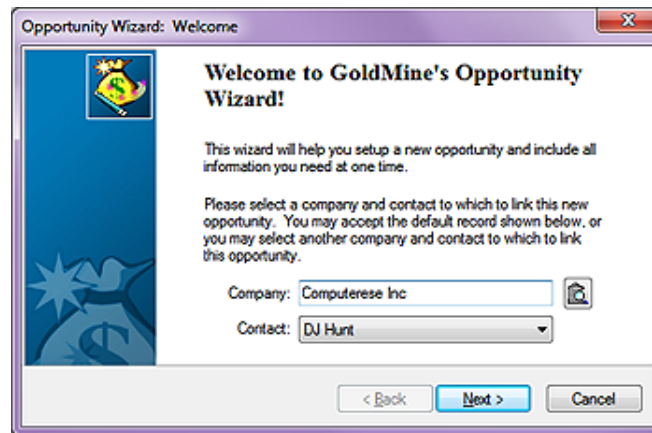 Opportunity Wizard: Welcome
Welcome to GoldMine's Opportunity
Wizard!
This wizard will help you setup a new opportunity and include all
information you need at one time.
Please select a company and contact to which to link this new
opportunity. You may accept the default record shown below, or
you may select another company and contact to which to link
this opportunity.
Company: Computerese Inc
Contact: DJ Hunt
< Back Next > Cancel